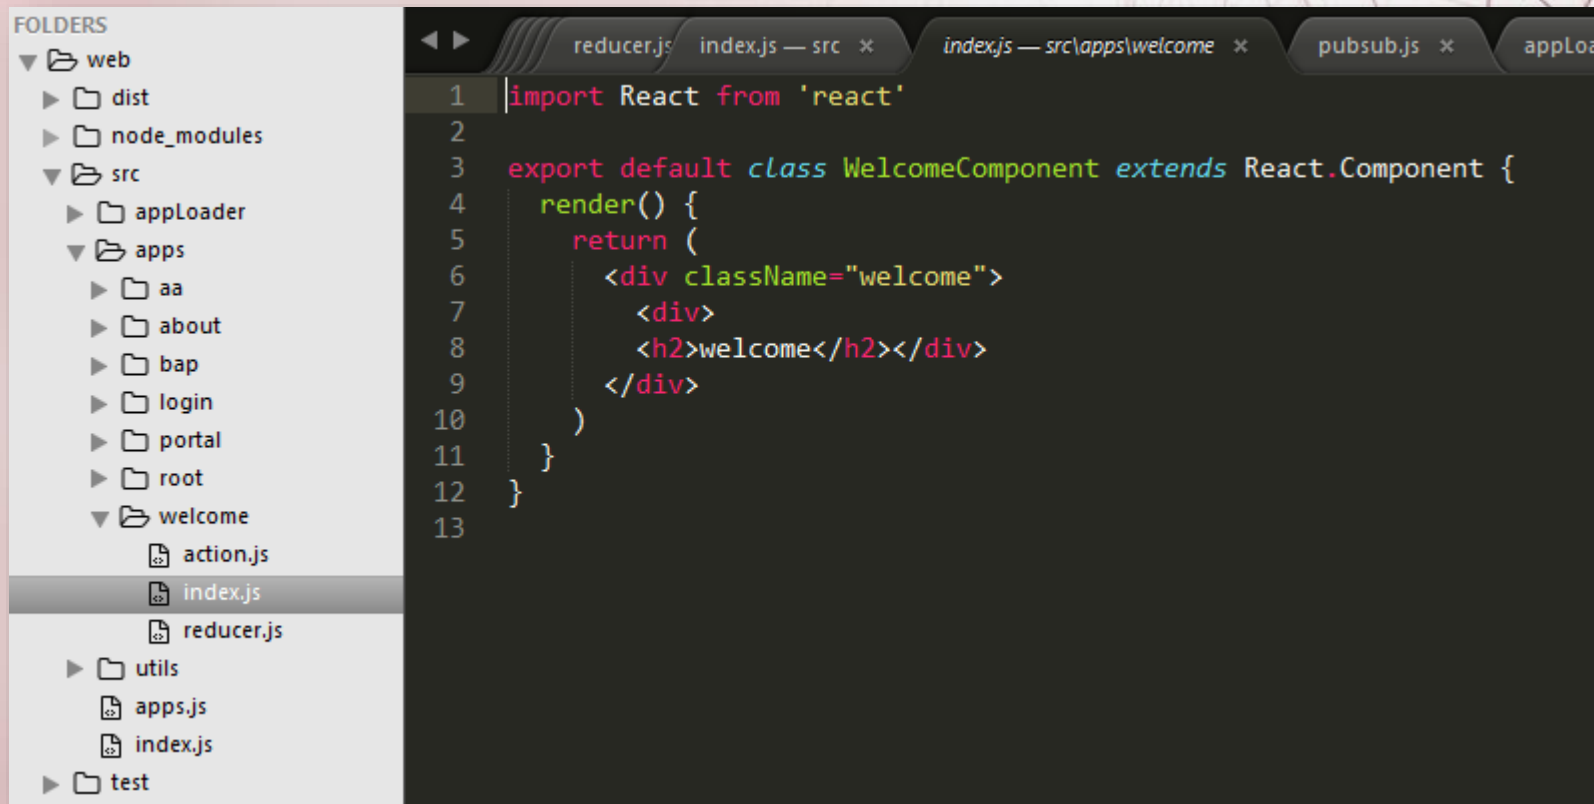 FOLDERS
web
dist
node_modules
src
appLoader
apps
aa
about
bap
login
portal
root
welcome
action.js
index.js
reducer.js
utils
apps.js
index.js
test
reducer.js index.js — src × index.js — src\apps\welcome × pubsub.js ×
1 import React from 'react'
2
3 export default class WelcomeComponent extends React.Component {
4 render() {
5 return (
6 <div className="welcome">
7 <div>
8 <h2>welcome</h2></div>
9 </div>
10 )
11 }
12 }
13